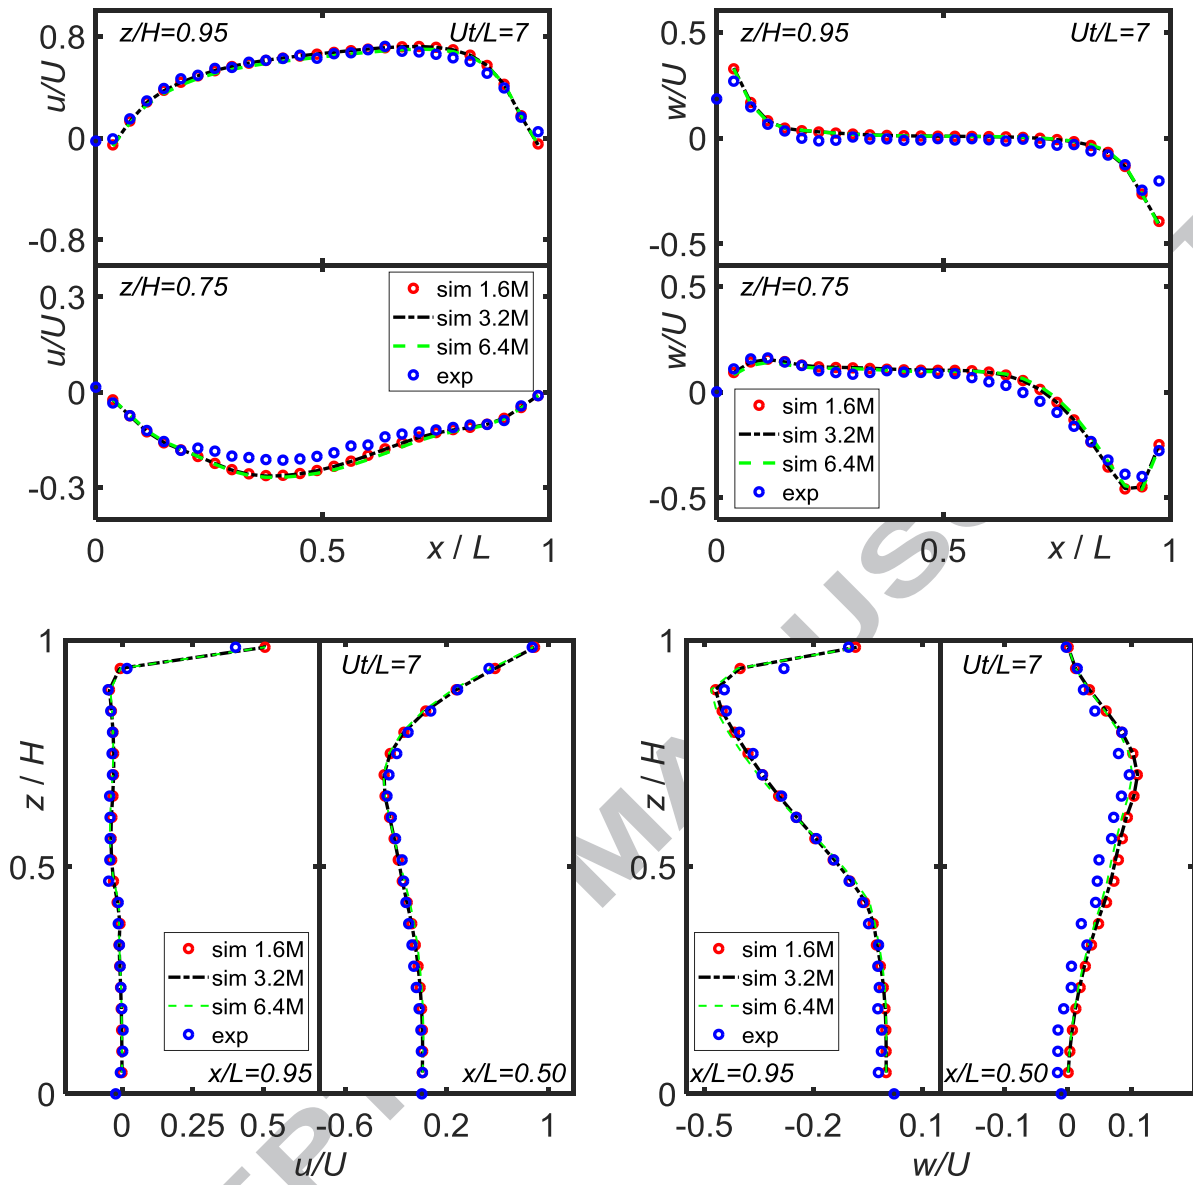 z/H=0.95
Ut/L=7
0.8
0
-0.8
u/U
z/H=0.75
0.3
0
-0.3
u/U
sim 1.6M
sim 3.2M
sim 6.4M
exp
0
0.5
x / L
1
z/H=0.95
Ut/L=7
0.5
0
-0.5
w/U
z/H=0.75
0.5
0
-0.5
w/U
sim 1.6M
sim 3.2M
sim 6.4M
exp
0
0.5
x / L
1
1
0.5
0
z / H
Ut/L=7
sim 1.6M
sim 3.2M
sim 6.4M
exp
x/L=0.95
x/L=0.50
0
0.25
0.5
-0.6
0.2
1
u/U
1
0.5
0
z / H
Ut/L=7
sim 1.6M
sim 3.2M
sim 6.4M
exp
x/L=0.95
x/L=0.50
-0.5
-0.2
0.1
-0.1
0
0.1
w/U